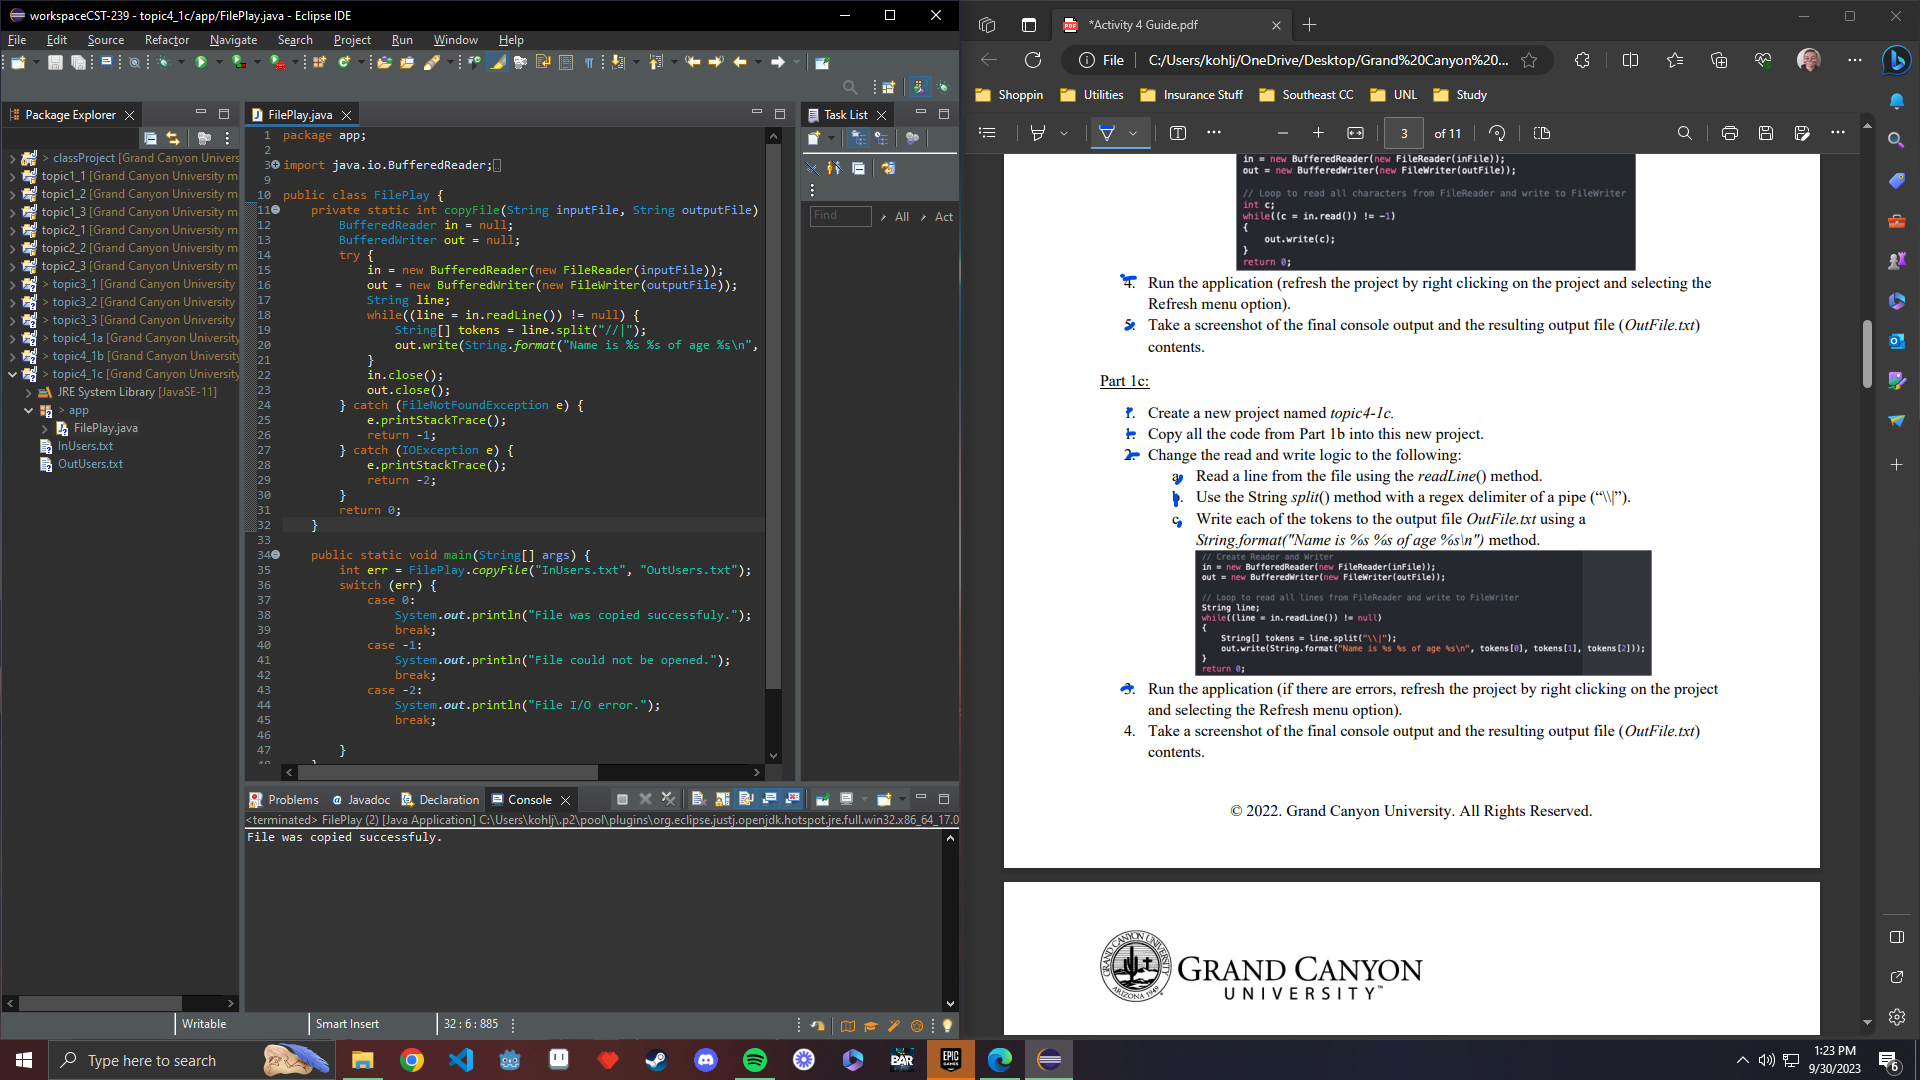 workspaceCST-239 - topic4_1c/app/FilePlay.java - Eclipse IDE
File Edit Source Refactor Navigate Search Project Run Window Help
Package Explorer
> classProject [Grand Canyon Univers
topic1_1 [Grand Canyon University m
topic1_2 [Grand Canyon University m
topic1_3 [Grand Canyon University m
topic2_1 [Grand Canyon University m
topic2_2 [Grand Canyon University m
topic2_3 [Grand Canyon University m
> topic3_1 [Grand Canyon University
> topic3_2 [Grand Canyon University
> topic3_3 [Grand Canyon University
> topic4_1a [Grand Canyon University
> topic4_1b [Grand Canyon University
> topic4_1c [Grand Canyon University
JRE System Library [JavaSE-11]
> app
FilePlay.java
InUsers.txt
OutUsers.txt
FilePlay.java
1 package app;
2
3 import java.io.BufferedReader;
9
10 public class FilePlay {
11 private static int copyFile(String inputFile, String outputFile)
12 BufferedReader in = null;
13 BufferedWriter out = null;
14 try {
15 in = new BufferedReader(new FileReader(inputFile));
16 out = new BufferedWriter(new FileWriter(outputFile));
17 String line;
18 while((line = in.readLine()) != null) {
19 String[] tokens = line.split("//|");
20 out.write(String.format("Name is %s %s of age %s\n",
21 }
22 in.close();
23 out.close();
24 } catch (FileNotFoundException e) {
25 e.printStackTrace();
26 return -1;
27 } catch (IOException e) {
28 e.printStackTrace();
29 return -2;
30 }
31 return 0;
32 }
33
34 public static void main(String[] args) {
35 int err = FilePlay.copyFile("InUsers.txt", "OutUsers.txt");
36 switch (err) {
37 case 0:
38 System.out.println("File was copied successfuly.");
39 break;
40 case -1:
41 System.out.println("File could not be opened.");
42 break;
43 case -2:
44 System.out.println("File I/O error.");
45 break;
46
47 }
Task List
Find All Act
Problems Javadoc Declaration Console
<terminated> FilePlay (2) [Java Application] C:\Users\kohlj\.p2\pool\plugins\org.eclipse.justj.openjdk.hotspot.jre.full.win32.x86_64_17.0
File was copied successfuly.
Writable Smart Insert 32 : 6 : 885
*Activity 4 Guide.pdf
File C:/Users/kohlj/OneDrive/Desktop/Grand%20Canyon%20...
Shoppin Utilities Insurance Stuff Southeast CC UNL Study
3 of 11
in = new BufferedReader(new FileReader(inFile));
out = new BufferedWriter(new FileWriter(outFile));
// Loop to read all characters from FileReader and write to FileWriter
int c;
while((c = in.read()) != -1)
{
out.write(c);
}
return 0;
4. Run the application (refresh the project by right clicking on the project and selecting the
Refresh menu option).
5. Take a screenshot of the final console output and the resulting output file (OutFile.txt)
contents.
Part 1c:
1. Create a new project named topic4-1c.
1. Copy all the code from Part 1b into this new project.
2. Change the read and write logic to the following:
a. Read a line from the file using the readLine() method.
b. Use the String split() method with a regex delimiter of a pipe (“\\|”).
c. Write each of the tokens to the output file OutFile.txt using a
String.format("Name is %s %s of age %s\n") method.
// Create Reader and Writer
in = new BufferedReader(new FileReader(inFile));
out = new BufferedWriter(new FileWriter(outFile));
// Loop to read all lines from FileReader and write to FileWriter
String line;
while((line = in.readLine()) != null)
{
String[] tokens = line.split("\\|");
out.write(String.format("Name is %s %s of age %s\n", tokens[0], tokens[1], tokens[2]));
}
return 0;
3. Run the application (if there are errors, refresh the project by right clicking on the project
and selecting the Refresh menu option).
4. Take a screenshot of the final console output and the resulting output file (OutFile.txt)
contents.
© 2022. Grand Canyon University. All Rights Reserved.
GRAND CANYON UNIVERSITY
ARIZONA 1949
GRAND CANYON
UNIVERSITY™
Type here to search
BAR
EPIC GAMES
1:23 PM
9/30/2023
6